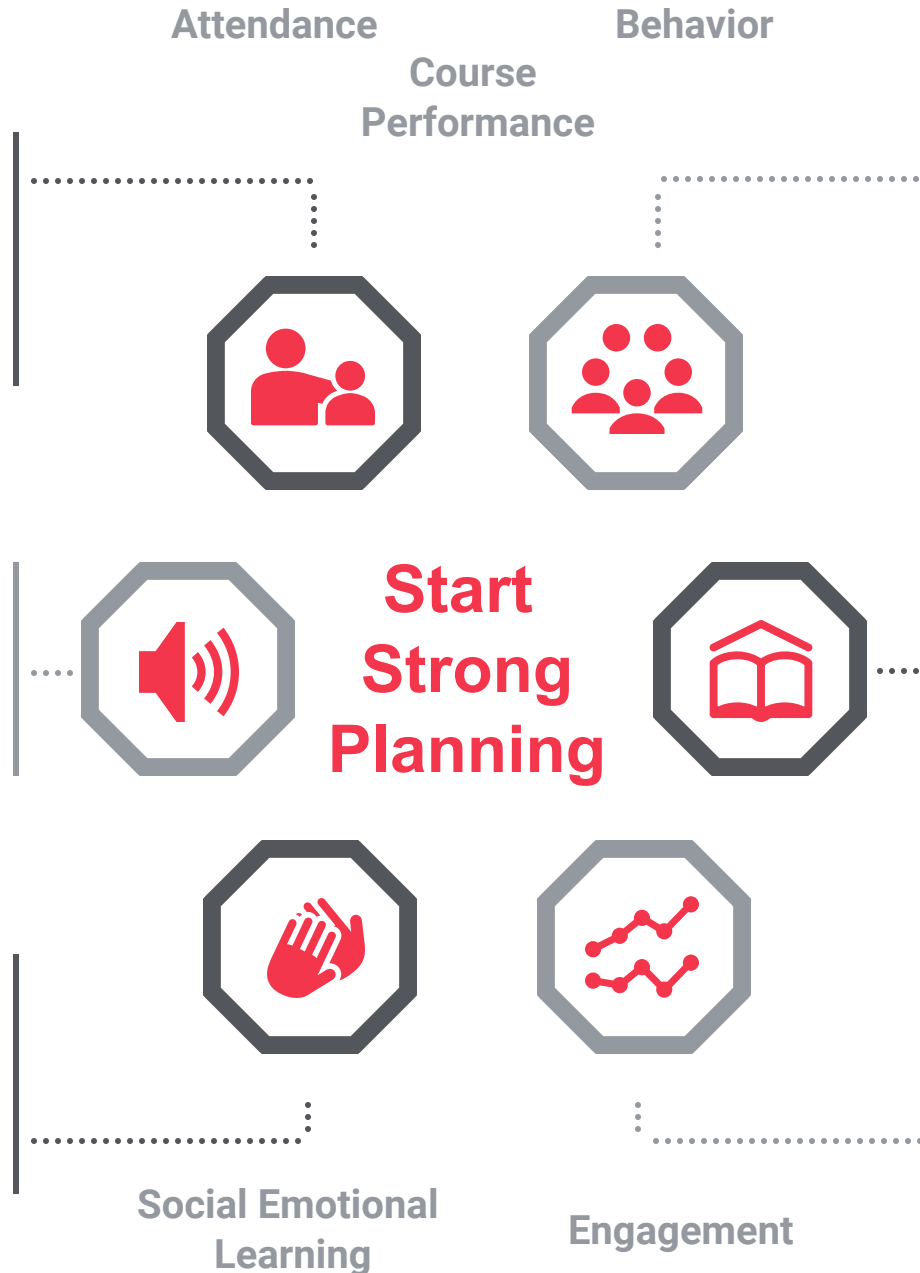 Attendance
Behavior
Course
Performance
Start
Strong
Planning
Social Emotional
Learning
Engagement